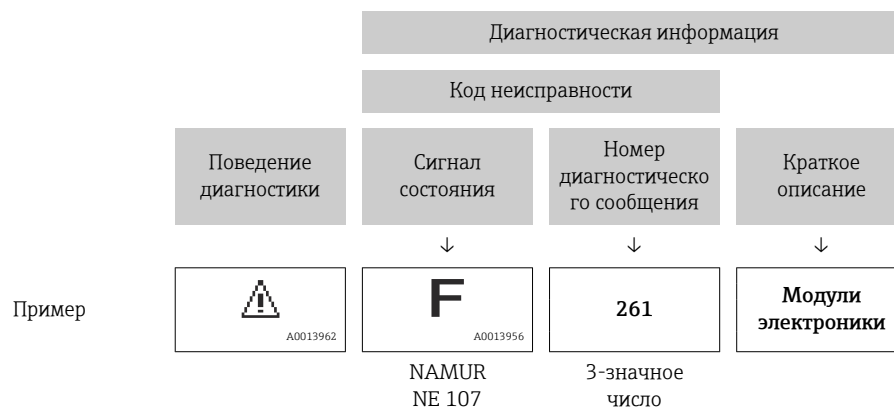 Диагностическая информация
Код неисправности
Поведение
диагностики
Сигнал
состояния
Номер
диагностическо
го сообщения
Краткое
описание
↓ ↓ ↓
Пример
A0013962
F
A0013956
261
Модули
электроники
NAMUR
NE 107
3-значное
число